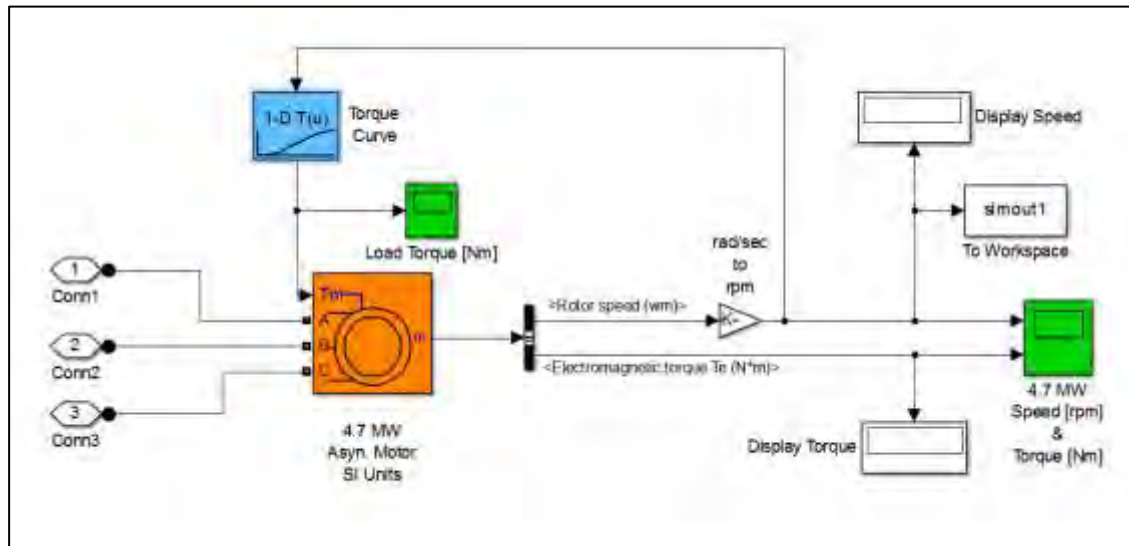 1-D T(u)
Torque
Curve
Display Speed
simout1
To Workspace
Load Torque [Nm]
rad/sec
to
rpm
1
Conn1
2
Conn2
3
Conn3
Tm
A
B
C
m
<Rotor speed (wm)>
K-
<Electromagnetic torque Te (N*m)>
4.7 MW
Asyn. Motor
SI Units
Display Torque
4.7 MW
Speed [rpm]
&
Torque [Nm]